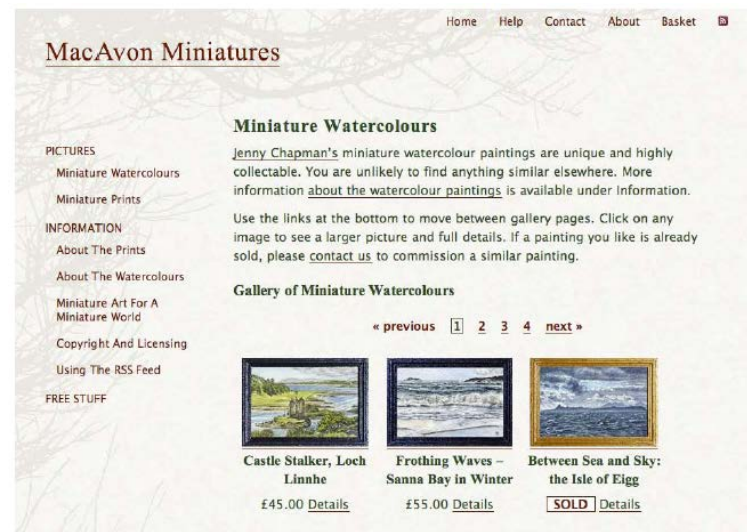 Home Help Contact About Basket
MacAvon Miniatures
PICTURES
Miniature Watercolours
Miniature Prints
INFORMATION
About The Prints
About The Watercolours
Miniature Art For A
Miniature World
Copyright And Licensing
Using The RSS Feed
FREE STUFF
Miniature Watercolours
Jenny Chapman's miniature watercolour paintings are unique and highly
collectable. You are unlikely to find anything similar elsewhere. More
information about the watercolour paintings is available under Information.
Use the links at the bottom to move between gallery pages. Click on any
image to see a larger picture and full details. If a painting you like is already
sold, please contact us to commission a similar painting.
Gallery of Miniature Watercolours
« previous 1 2 3 4 next »
Castle Stalker, Loch
Linnhe
£45.00 Details
Frothing Waves –
Sanna Bay in Winter
£55.00 Details
Between Sea and Sky:
the Isle of Eigg
SOLD Details